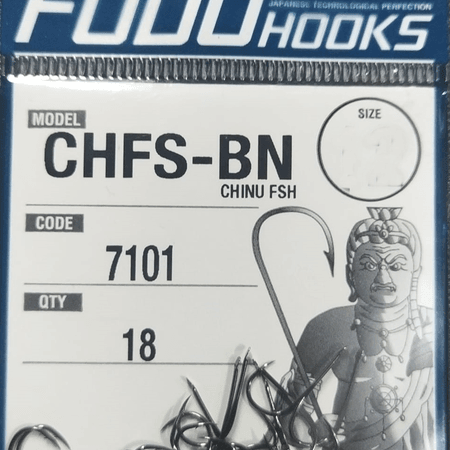 FUDO
JAPANESE TECHNOLOGICAL PERFECTION
HOOKS
MODEL
CHFS-BN
CHINU FSH
SIZE
CODE
7101
QTY
18